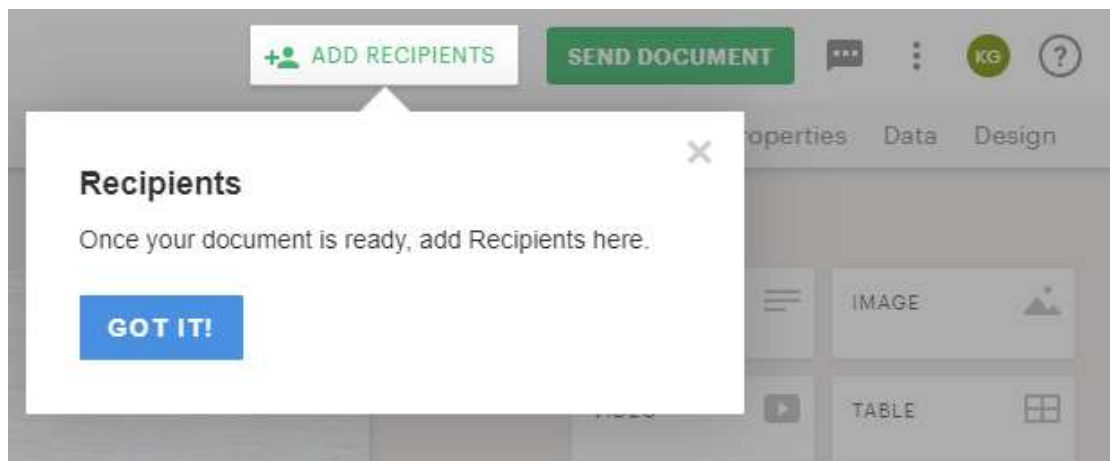 ADD RECIPIENTS
SEND DOCUMENT
KG
?
operties Data Design
Recipients
Once your document is ready, add Recipients here.
GOT IT!
IMAGE
TABLE